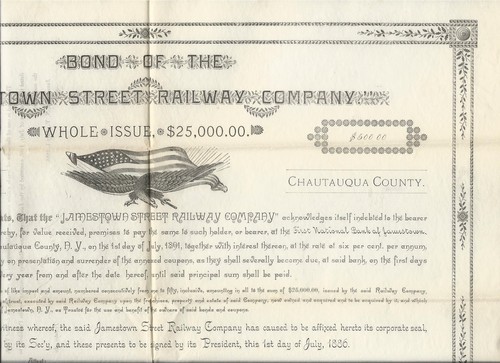 BOND OF THE
TOWN STREET RAILWAY COMPANY
WHOLE ISSUE, $25,000.00.
$500.00
CHAUTAUQUA COUNTY.
That the "JAMESTOWN STREET RAILWAY COMPANY" acknowledges itself indebted to the bearer
for value received, promises to pay the same to such holder, or bearer, at the First National Bank of Jamestown,
autauqua County, N. Y., on the 1st day of July, 1891, together with interest thereon, at the rate of six per cent. per annum,
on presentation and surrender of the annexed coupons, as they shall severally become due, at said bank, on the first days
ry year from and after the date hereof, until said principal sum shall be paid.
of like import and amount, numbered consecutively from one to fifty, inclusive, amounting in all to the sum of $25,000.00, issued by the said Railway Company,
executed by said Railway Company upon the franchises, property and estate of said Company, now owned and acquired and to be acquired by it and which
Jamestown, N. Y., as Trustee for the use and benefit of the owners of said bonds and coupons.
itness whereof, the said Jamestown Street Railway Company has caused to be affixed hereto its corporate seal,
by its Sec'y, and these presents to be signed by its President, this 1st day of July, 1886.